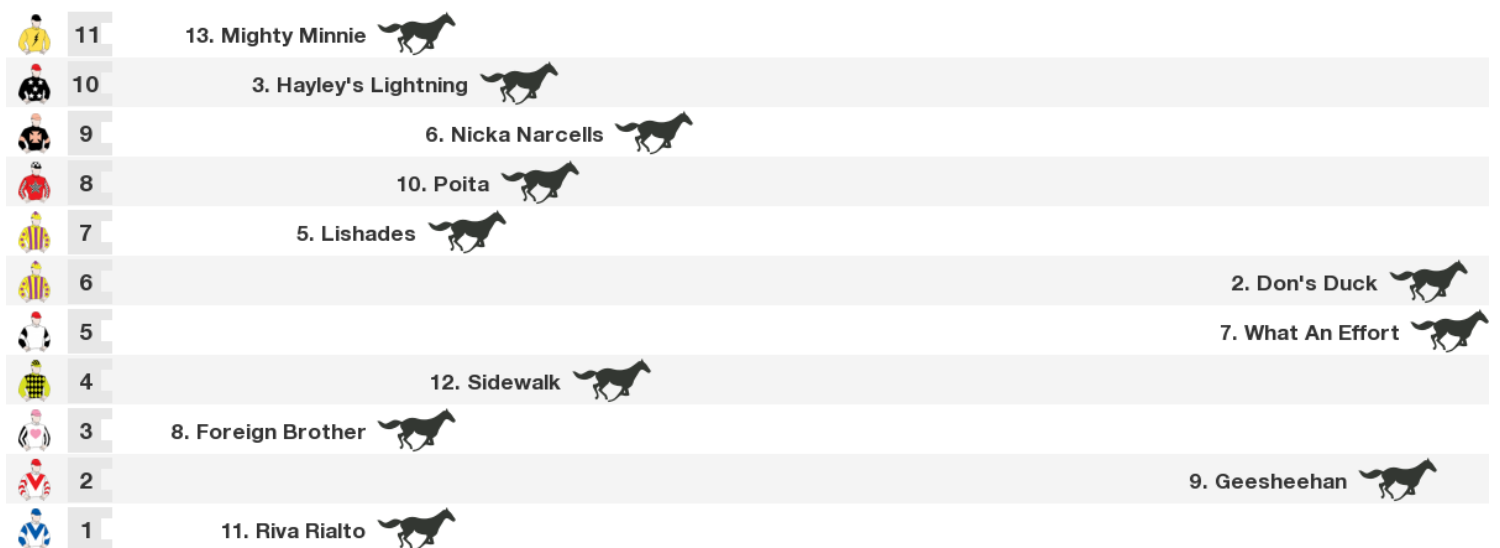 11 13. Mighty Minnie
10 3. Hayley's Lightning
9 6. Nicka Narcells
8 10. Poita
7 5. Lishades
6 2. Don's Duck
5 7. What An Effort
4 12. Sidewalk
3 8. Foreign Brother
2 9. Geesheehan
1 11. Riva Rialto